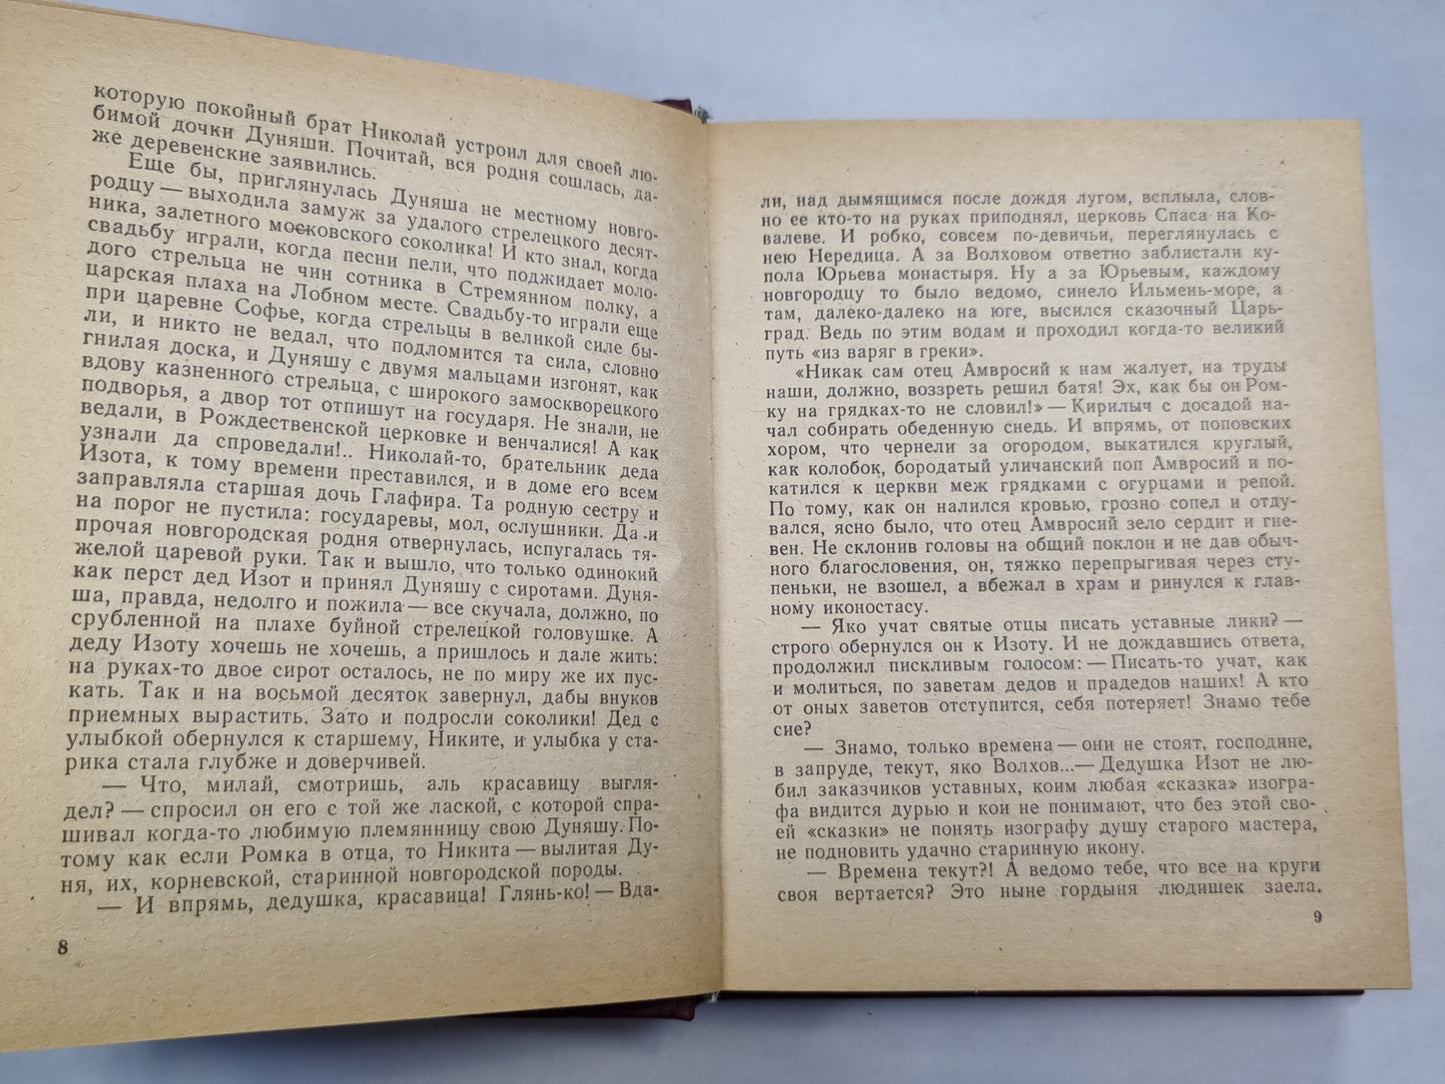 которую покойный брат Николай устроил для своей лю-
бимой дочки Дуняши. Почитай, вся родня сошлась, да-
же деревенские заявились.
Еще бы, приглянулась Дуняша не местному новго-
родцу — выходила замуж за удалого стрелецкого десят-
ника, залетного московского соколика! И кто знал, когда
свадьбу играли, когда песни пели, что поджидает моло-
дого стрельца не чин сотника в Стремянном полку, а
царская плаха на Лобном месте. Свадьбу-то играли еще
при царевне Софье, когда стрельцы в великой силе бы-
ли, и никто не ведал, что подломится та сила, словно
гнилая доска, и Дуняшу с двумя мальцами изгонят, как
вдову казненного стрельца, с широкого замоскворецкого
подворья, а двор тот отпишут на государя. Не знали, не
ведали, в Рождественской церковке и венчалися! А как
узнали да спроведали!.. Николай-то, брательник деда
Изота, к тому времени преставился, и в доме его всем
заправляла старшая дочь Глафира. Та родную сестру и
на порог не пустила: государевы, мол, ослушники. Да и
прочая новгородская родня отвернулась, испугалась тя-
желой царевой руки. Так и вышло, что только одинокий
как перст дед Изот и принял Дуняшу с сиротами. Дуня-
ша, правда, недолго и пожила — все скучала, должно, по
срубленной на плахе буйной стрелецкой головушке. А
деду Изоту хочешь не хочешь, а пришлось и дале жить:
на руках-то двое сирот осталось, не по миру же их пус-
кать. Так и на восьмой десяток завернул, дабы внуков
приемных вырастить. Зато и подросли соколики! Дед с
улыбкой обернулся к старшему, Никите, и улыбка у ста-
рика стала глубже и доверчивей.
— Что, милай, смотришь, аль красавицу выгля-
дел? — спросил он его с той же лаской, с которой спра-
шивал когда-то любимую племянницу свою Дуняшу. По-
тому как если Ромка в отца, то Никита — вылитая Ду-
ня, их, корневской, старинной новгородской породы.
— И впрямь, дедушка, красавица! Глянь-ко! — Вда-
8
ли, над дымящимся после дождя лугом, всплыла, слов-
но ее кто-то на руках приподнял, церковь Спаса на Ко-
валеве. И робко, совсем по-девичьи, переглянулась с
нею Нередица. А за Волховом ответно заблистали ку-
пола Юрьева монастыря. Ну а за Юрьевым, каждому
новгородцу то было ведомо, синело Ильмень-море, а
там, далеко-далеко на юге, высился сказочный Царь-
град. Ведь по этим водам и проходил когда-то великий
путь «из варяг в греки».
«Никак сам отец Амвросий к нам жалует, на труды
наши, должно, воззреть решил батя! Эх, как бы он Ром-
ку на грядках-то не словил!» — Кирилыч с досадой на-
чал собирать обеденную снедь. И впрямь, от поповских
хором, что чернели за огородом, выкатился круглый,
как колобок, бородатый уличанский поп Амвросий и по-
катился к церкви меж грядками с огурцами и репой.
По тому, как он налился кровью, грозно сопел и отду-
вался, ясно было, что отец Амвросий зело сердит и гне-
вен. Не склонив головы на общий поклон и не дав обыч-
ного благословения, он, тяжко перепрыгивая через сту-
пеньки, не взошел, а вбежал в храм и ринулся к глав-
ному иконостасу.
— Яко учат святые отцы писать уставные лики? —
строго обернулся он к Изоту. И не дождавшись ответа,
продолжил пискливым голосом: — Писать-то учат, как
и молиться, по заветам дедов и прадедов наших! А кто
от оных заветов отступится, себя потеряет! Знамо тебе
сие?
— Знамо, только времена — они не стоят, господине,
в запруде, текут, яко Волхов... — Дедушка Изот не лю-
бил заказчиков уставных, коим любая «сказка» изогра-
фа видится дурью и кои не понимают, что без этой сво-
ей «сказки» не понять изографу душу старого мастера,
не подновить удачно старинную икону.
— Времена текут?! А ведомо тебе, что все на круги
своя вертается? Это ныне гордыня людишек заела.
9